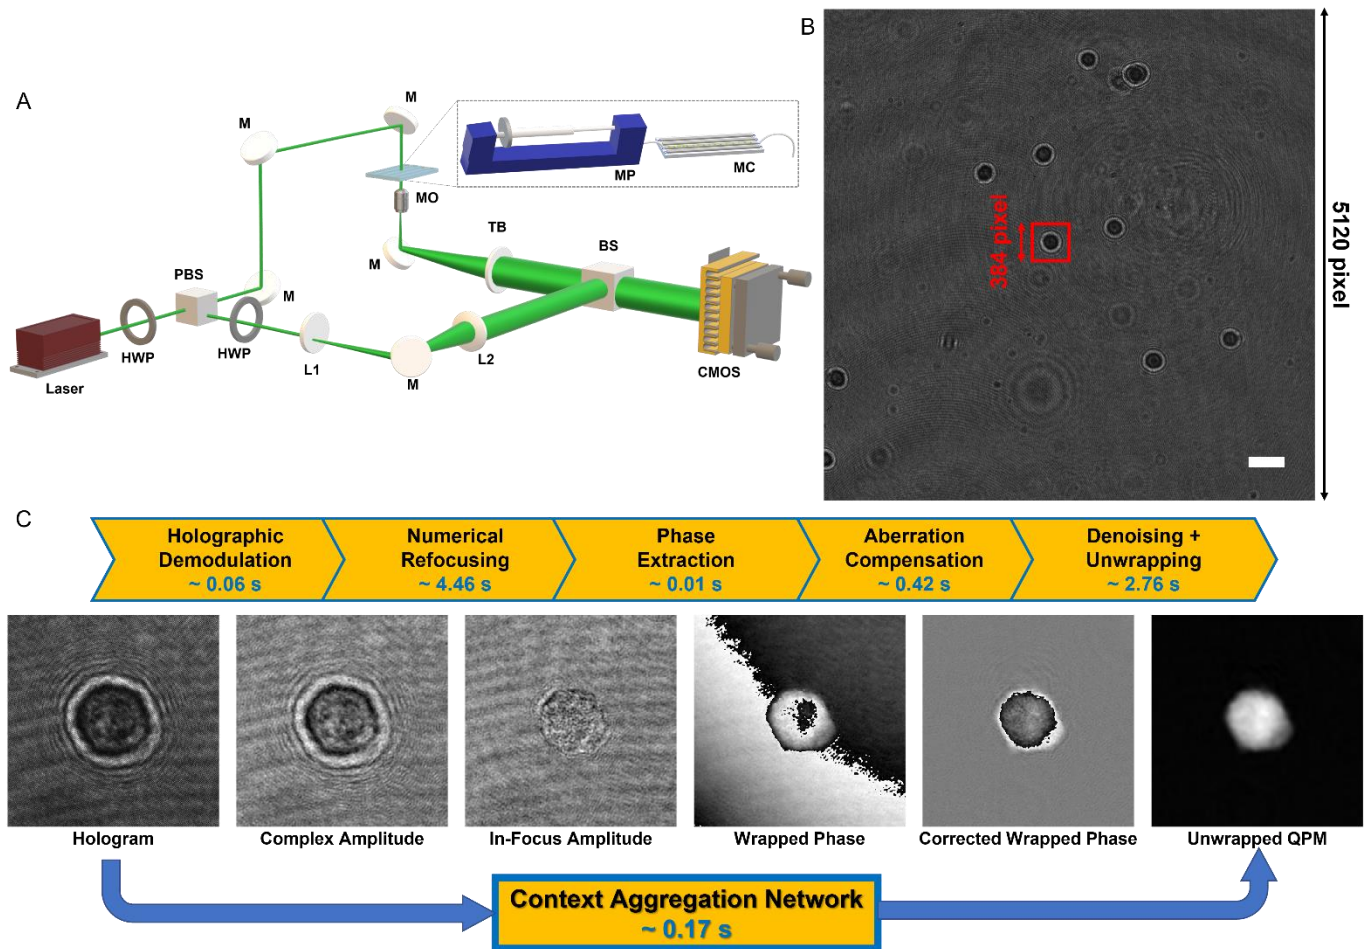 A
M
M
MP
MC
MO
TB
M
BS
PBS
M
HWP
HWP
L1
M
L2
CMOS
Laser
B
384 pixel
5120 pixel
C
Holographic
Demodulation
~ 0.06 s
Numerical
Refocusing
~ 4.46 s
Phase
Extraction
~ 0.01 s
Aberration
Compensation
~ 0.42 s
Denoising +
Unwrapping
~ 2.76 s
Hologram
Complex Amplitude
In-Focus Amplitude
Wrapped Phase
Corrected Wrapped Phase
Unwrapped QPM
Context Aggregation Network
~ 0.17 s